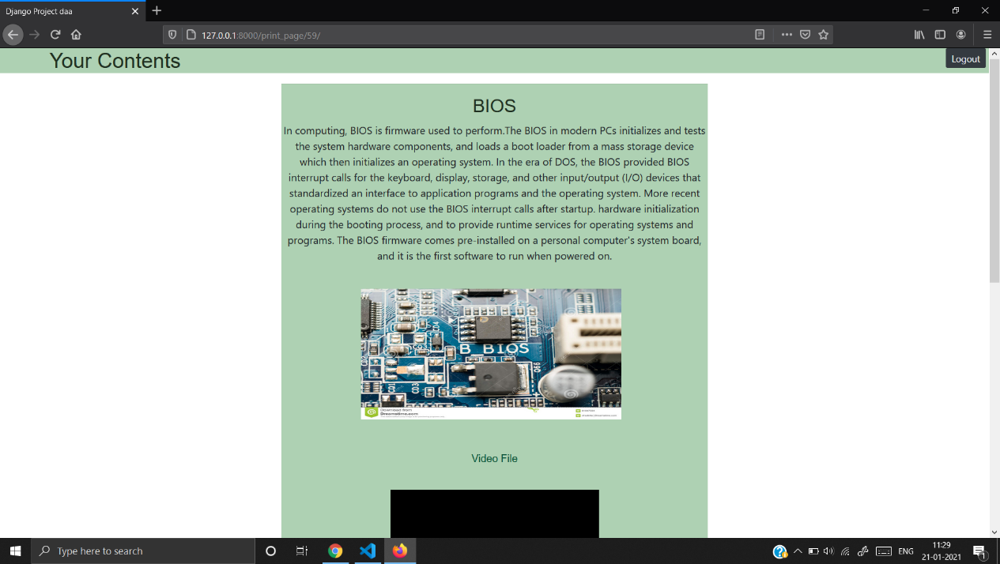 Django Project daa
127.0.0.1:8000/print_page/59/
Your Contents
Logout
BIOS
In computing, BIOS is firmware used to perform.The BIOS in modern PCs initializes and tests
the system hardware components, and loads a boot loader from a mass storage device
which then initializes an operating system. In the era of DOS, the BIOS provided BIOS
interrupt calls for the keyboard, display, storage, and other input/output (I/O) devices that
standardized an interface to application programs and the operating system. More recent
operating systems do not use the BIOS interrupt calls after startup. hardware initialization
during the booting process, and to provide runtime services for operating systems and
programs. The BIOS firmware comes pre-installed on a personal computer's system board,
and it is the first software to run when powered on.
C04
B_BIOS
C02
Q66
C01
C03
Download from
Dreamstime.com
Video File
Type here to search
ENG
11:29
21-01-2021
1